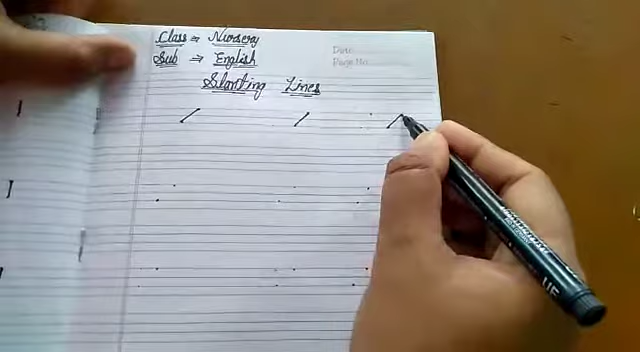 Class = Nursery
Sub → English
Date:
Page No.
Slanting Lines